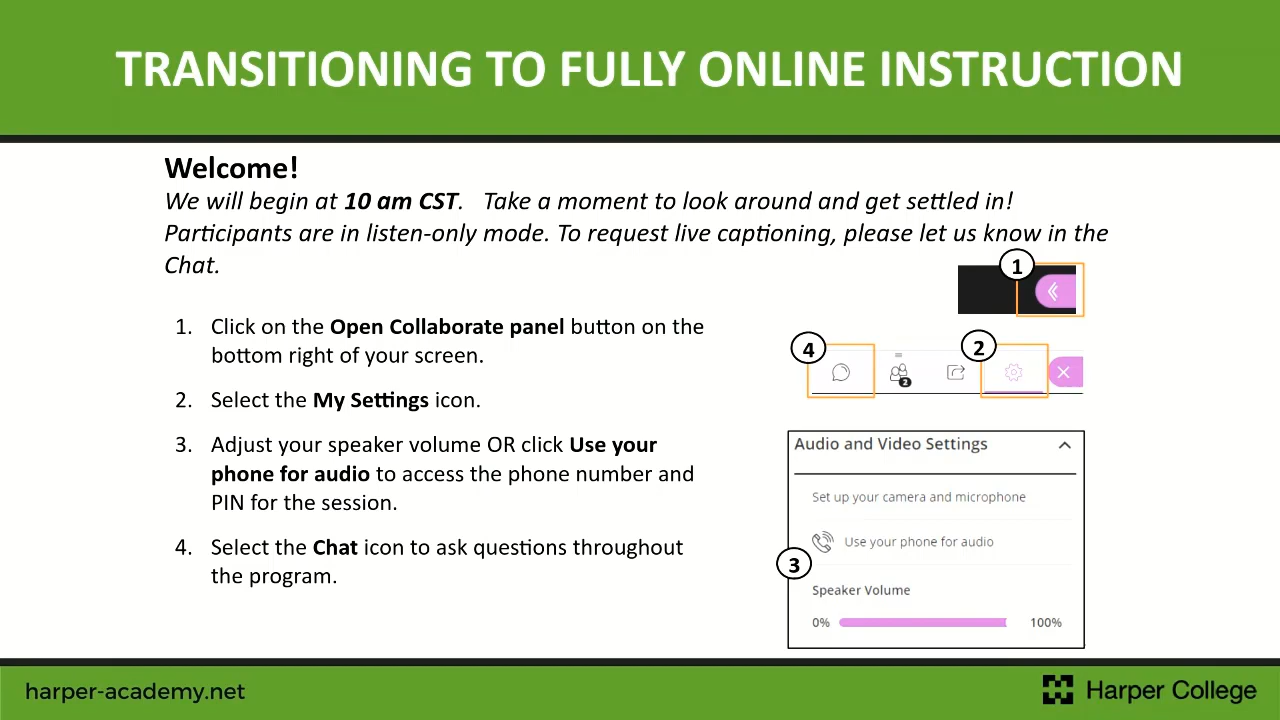 TRANSITIONING TO FULLY ONLINE INSTRUCTION
Welcome!
We will begin at 10 am CST. Take a moment to look around and get settled in!
Participants are in listen-only mode. To request live captioning, please let us know in the
Chat.
1. Click on the Open Collaborate panel button on the
bottom right of your screen.
2. Select the My Settings icon.
3. Adjust your speaker volume OR click Use your
phone for audio to access the phone number and
PIN for the session.
4. Select the Chat icon to ask questions throughout
the program.
1
4
2
2
Audio and Video Settings
Set up your camera and microphone
Use your phone for audio
3
Speaker Volume
0% 100%
harper-academy.net
Harper College